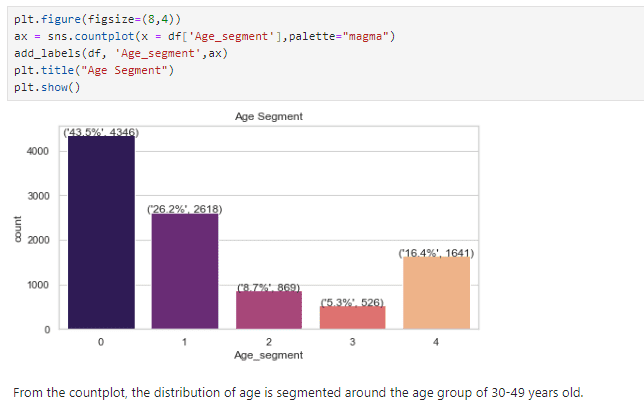 plt.figure(figsize=(8,4))
ax = sns.countplot(x = df['Age_segment'],palette="magma")
add_labels(df, 'Age_segment',ax)
plt.title("Age Segment")
plt.show()
Age Segment
('43.5%', 4346)
4000
3000
('26.2%', 2618)
count
2000
('16.4%', 1641)
1000
('8.7%', 869)
('5.3%', 526)
0
0 1 2 3 4
Age_segment
From the countplot, the distribution of age is segmented around the age group of 30-49 years old.